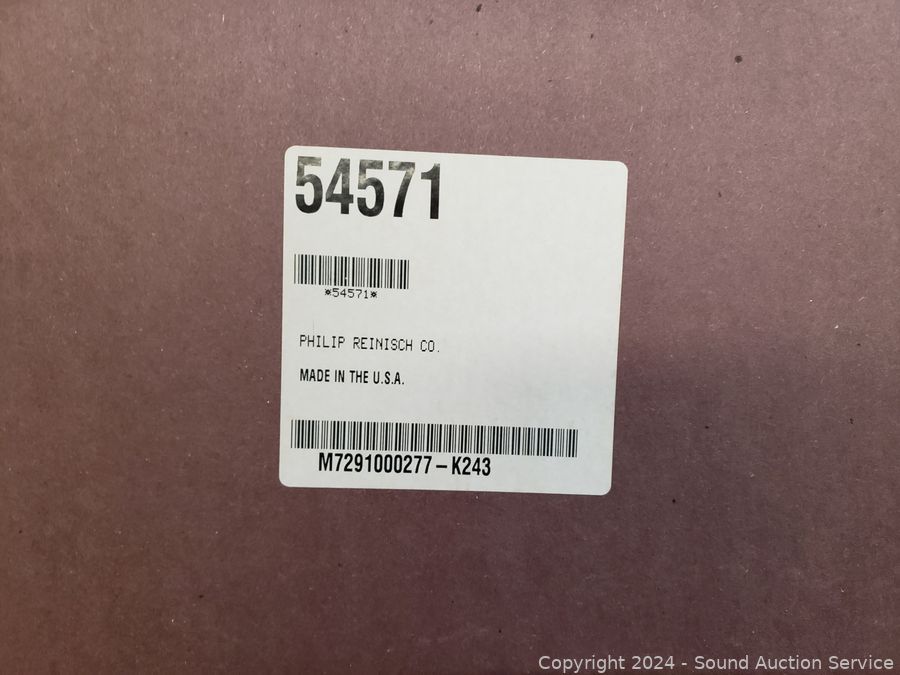 54571
*54571*
PHILIP REINISCH CO.
MADE IN THE U.S.A.
M7291000277-K243
Copyright 2024 - Sound Auction Service